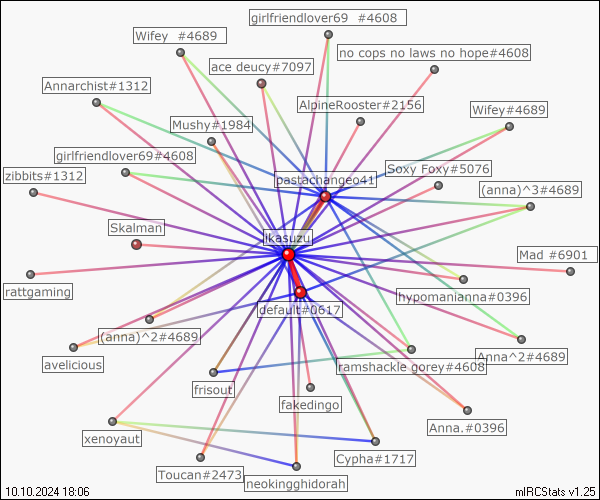 girlfriendlover69  #4608
Wifey  #4689
no cops no laws no hope#4608
ace deucy#7097
Annarchist#1312
AlpineRooster#2156
Wifey#4689
Mushy#1984
girlfriendlover69#4608
Soxy Foxy#5076
zibbits#1312
pastachangeo41
(anna)^3#4689
Skalman
ikasuzu
Mad #6901
rattgaming
hypomanianna#0396
default#0617
(anna)^2#4689
Anna^2#4689
avelicious
ramshackle gorey#4608
frisout
fakedingo
Anna.#0396
xenoyaut
Cypha#1717
Toucan#2473
neokingghidorah
10.10.2024 18:06
mIRCStats v1.25